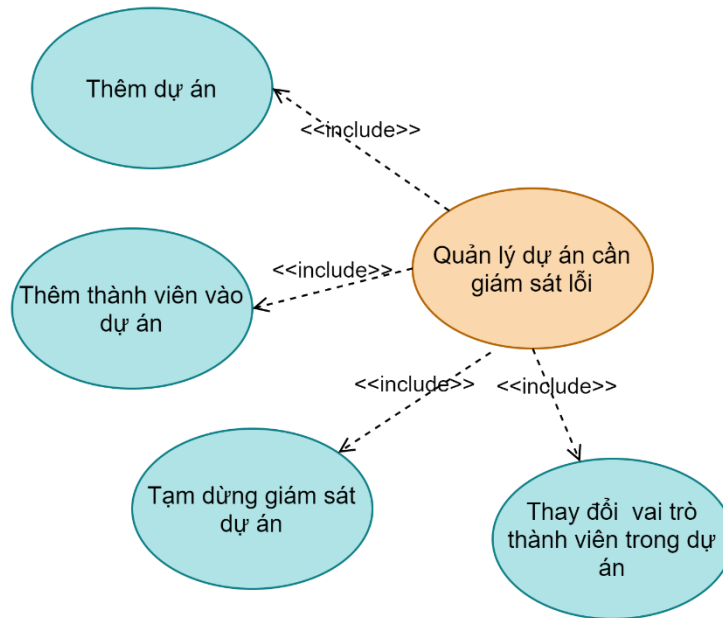 Thêm dự án
<<include>>
Quản lý dự án cần
giám sát lỗi
<<include>>
Thêm thành viên vào
dự án
<<include>>
<<include>>
Tạm dừng giám sát
dự án
Thay đổi  vai trò
thành viên trong dự
án